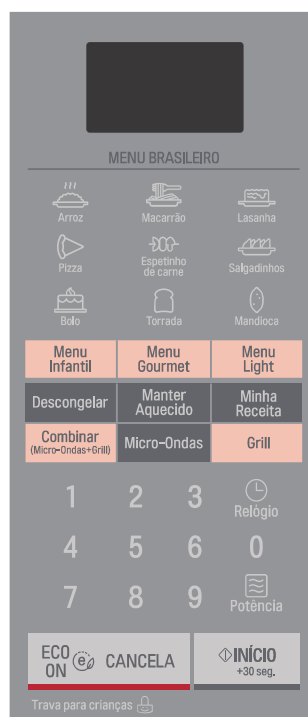 MENU BRASILEIRO
Arroz
Macarrão
Lasanha
Pizza
Espetinho
de carne
Salgadinhos
Bolo
Torrada
Mandioca
Menu
Infantil
Menu
Gourmet
Menu
Light
Descongelar
Manter
Aquecido
Minha
Receita
Combinar
(Micro-Ondas+Grill)
Micro-Ondas
Grill
1 2 3
Relógio
4 5 6 0
7 8 9
Potência
ECO
ON
e
CANCELA
INÍCIO
+30 seg.
Trava para crianças